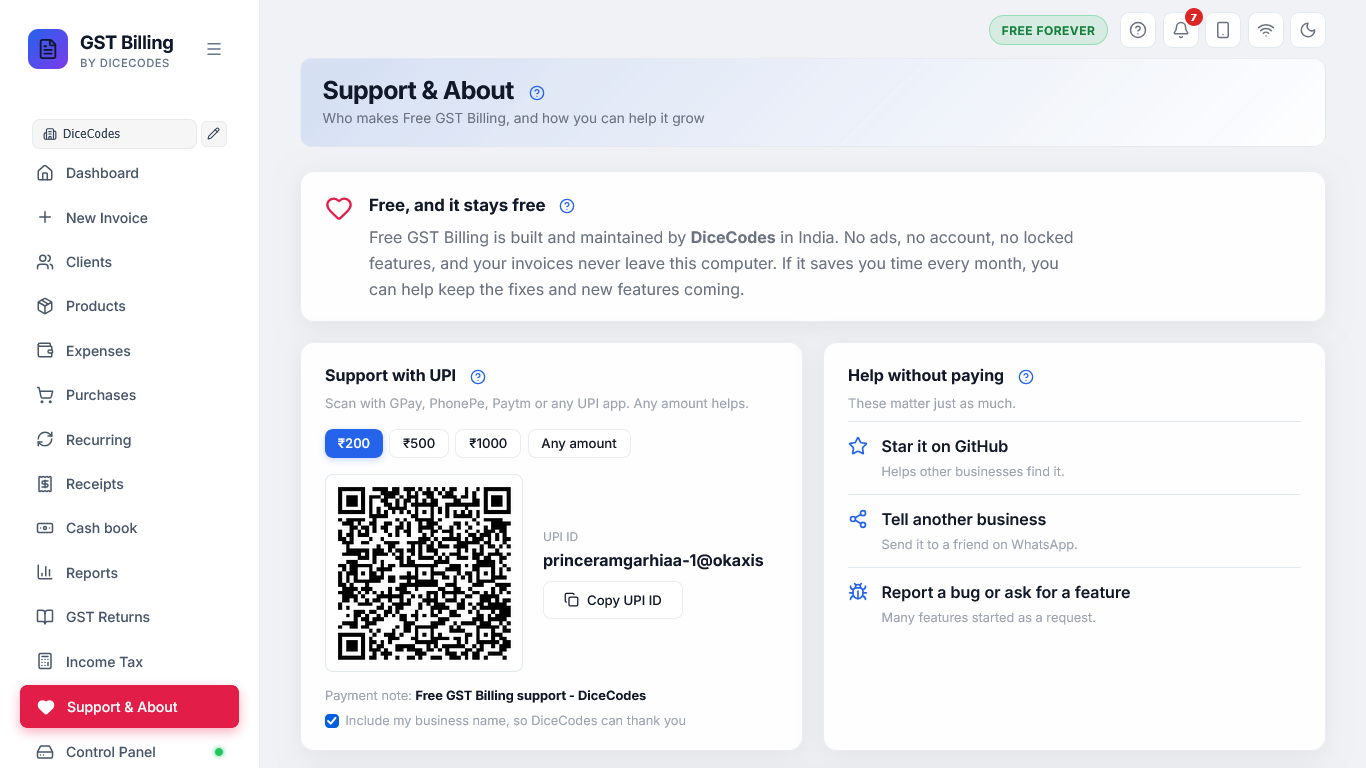 GST Billing
BY DICECODES
DiceCodes
Dashboard
New Invoice
Clients
Products
Expenses
Purchases
Recurring
Receipts
Cash book
Reports
GST Returns
Income Tax
Support & About
Control Panel
FREE FOREVER
7
Support & About
Who makes Free GST Billing, and how you can help it grow
Free, and it stays free
Free GST Billing is built and maintained by DiceCodes in India. No ads, no account, no locked
features, and your invoices never leave this computer. If it saves you time every month, you
can help keep the fixes and new features coming.
Support with UPI
Scan with GPay, PhonePe, Paytm or any UPI app. Any amount helps.
₹200 ₹500 ₹1000 Any amount
UPI ID
princeramgarhiaa-1@okaxis
Copy UPI ID
Payment note: Free GST Billing support - DiceCodes
Include my business name, so DiceCodes can thank you
Help without paying
These matter just as much.
Star it on GitHub
Helps other businesses find it.
Tell another business
Send it to a friend on WhatsApp.
Report a bug or ask for a feature
Many features started as a request.